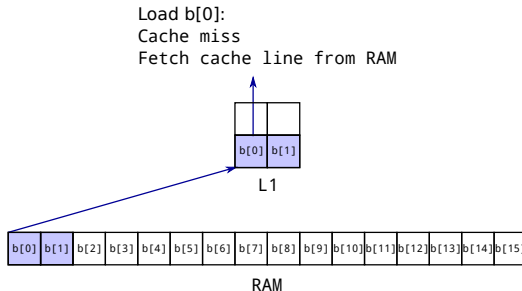 Load b[0]:
Cache miss
Fetch cache line from RAM
b[0] b[1]
L1
b[0] b[1] b[2] b[3] b[4] b[5] b[6] b[7] b[8] b[9] b[10] b[11] b[12] b[13] b[14] b[15]
RAM